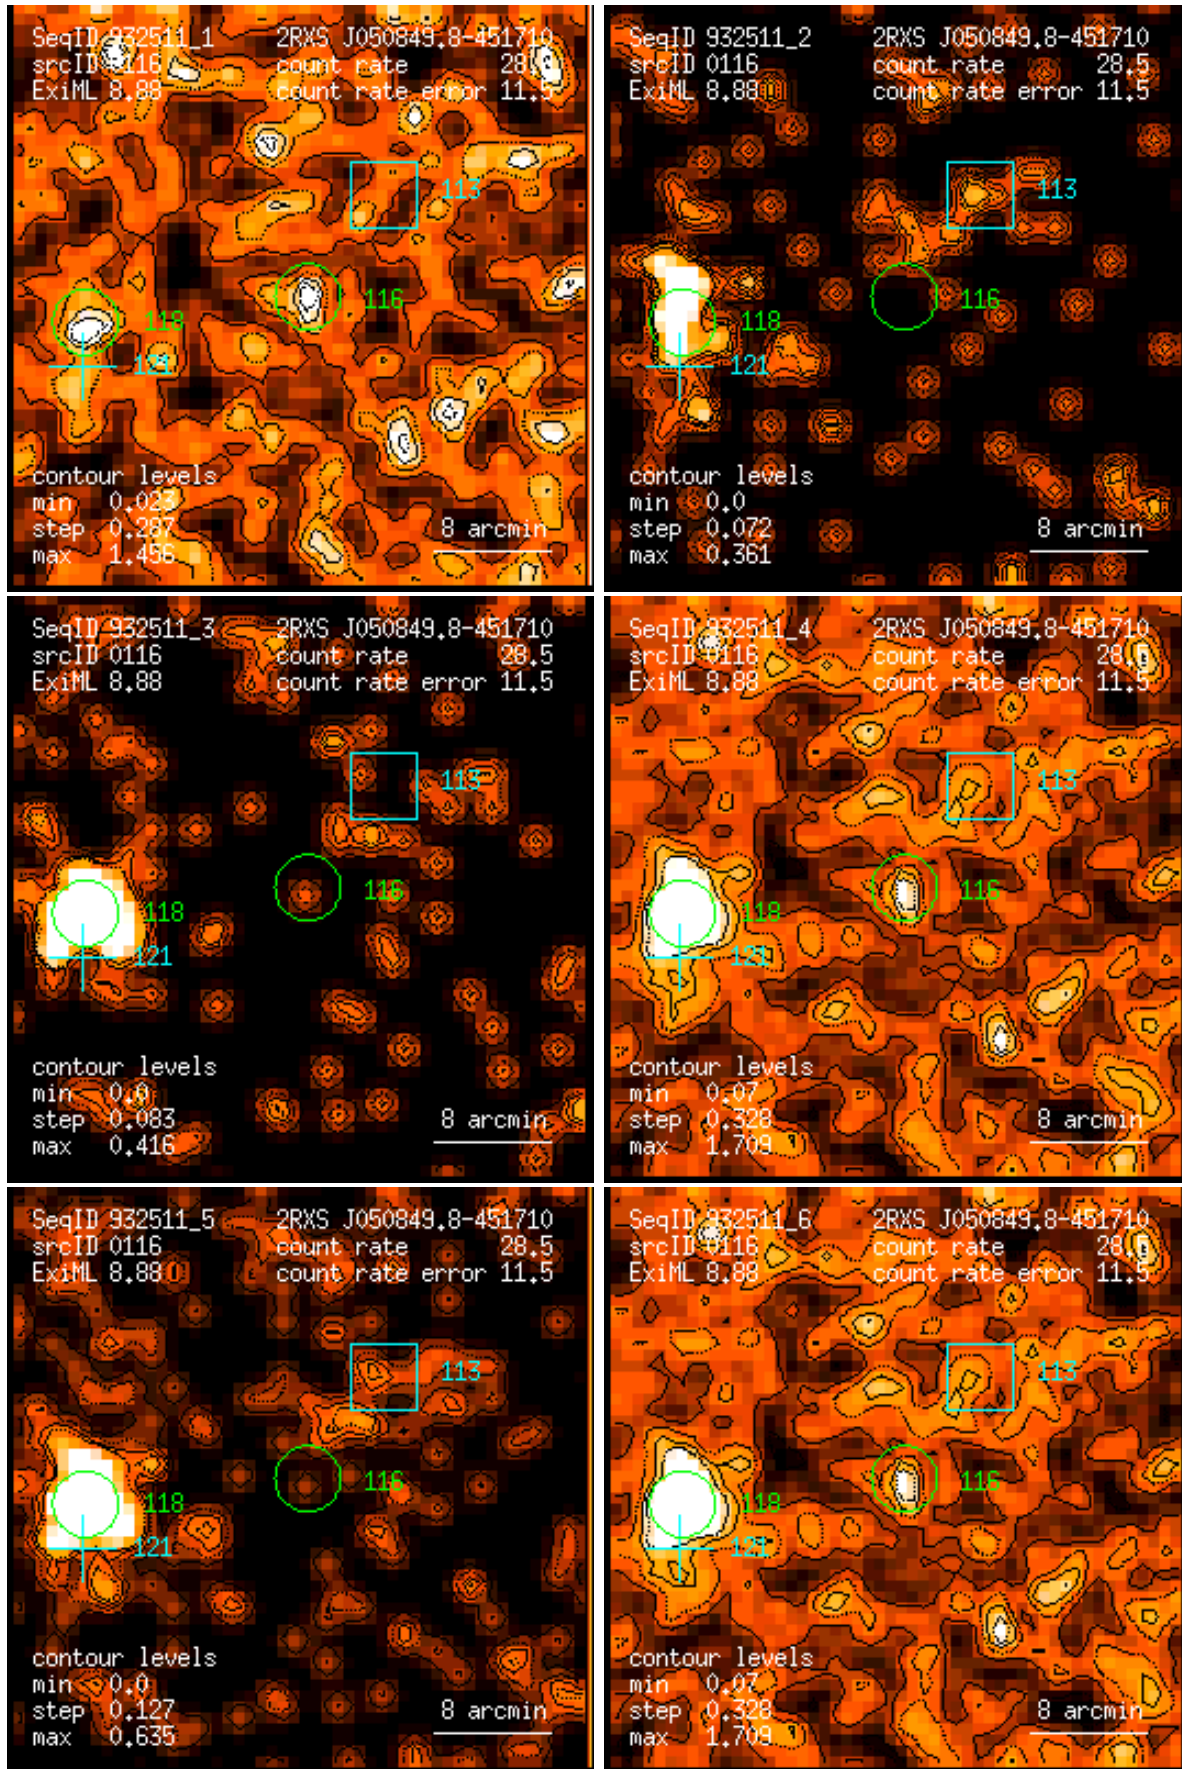 SeqID 932511_1 2RXS J050849.8-451710
srcID 0116 count rate 28.5
ExiML 8.88 count rate error 11.5
113
116
118
121
contour levels
min 0.023
step 0.287
max 1.456
8 arcmin
SeqID 932511_2 2RXS J050849.8-451710
srcID 0116 count rate 28.5
ExiML 8.88 count rate error 11.5
113
116
118
121
contour levels
min 0.0
step 0.072
max 0.361
8 arcmin
SeqID 932511_3 2RXS J050849.8-451710
srcID 0116 count rate 28.5
ExiML 8.88 count rate error 11.5
113
116
118
121
contour levels
min 0.0
step 0.083
max 0.416
8 arcmin
SeqID 932511_4 2RXS J050849.8-451710
srcID 0116 count rate 28.5
ExiML 8.88 count rate error 11.5
113
116
118
121
contour levels
min 0.07
step 0.328
max 1.709
8 arcmin
SeqID 932511_5 2RXS J050849.8-451710
srcID 0116 count rate 28.5
ExiML 8.88 count rate error 11.5
113
116
118
121
contour levels
min 0.0
step 0.127
max 0.635
8 arcmin
SeqID 932511_6 2RXS J050849.8-451710
srcID 0116 count rate 28.5
ExiML 8.88 count rate error 11.5
113
116
118
121
contour levels
min 0.07
step 0.328
max 1.709
8 arcmin